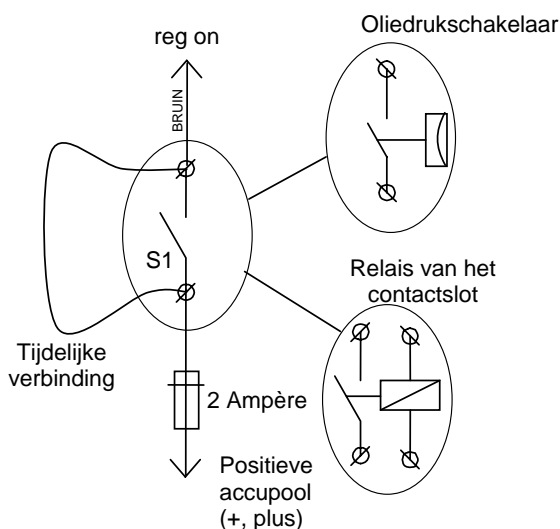 Oliedrukschakelaar
reg on
BRUIN
S1
Relais van het
contactslot
Tijdelijke
verbinding
2 Ampère
Positieve
accupool
(+, plus)